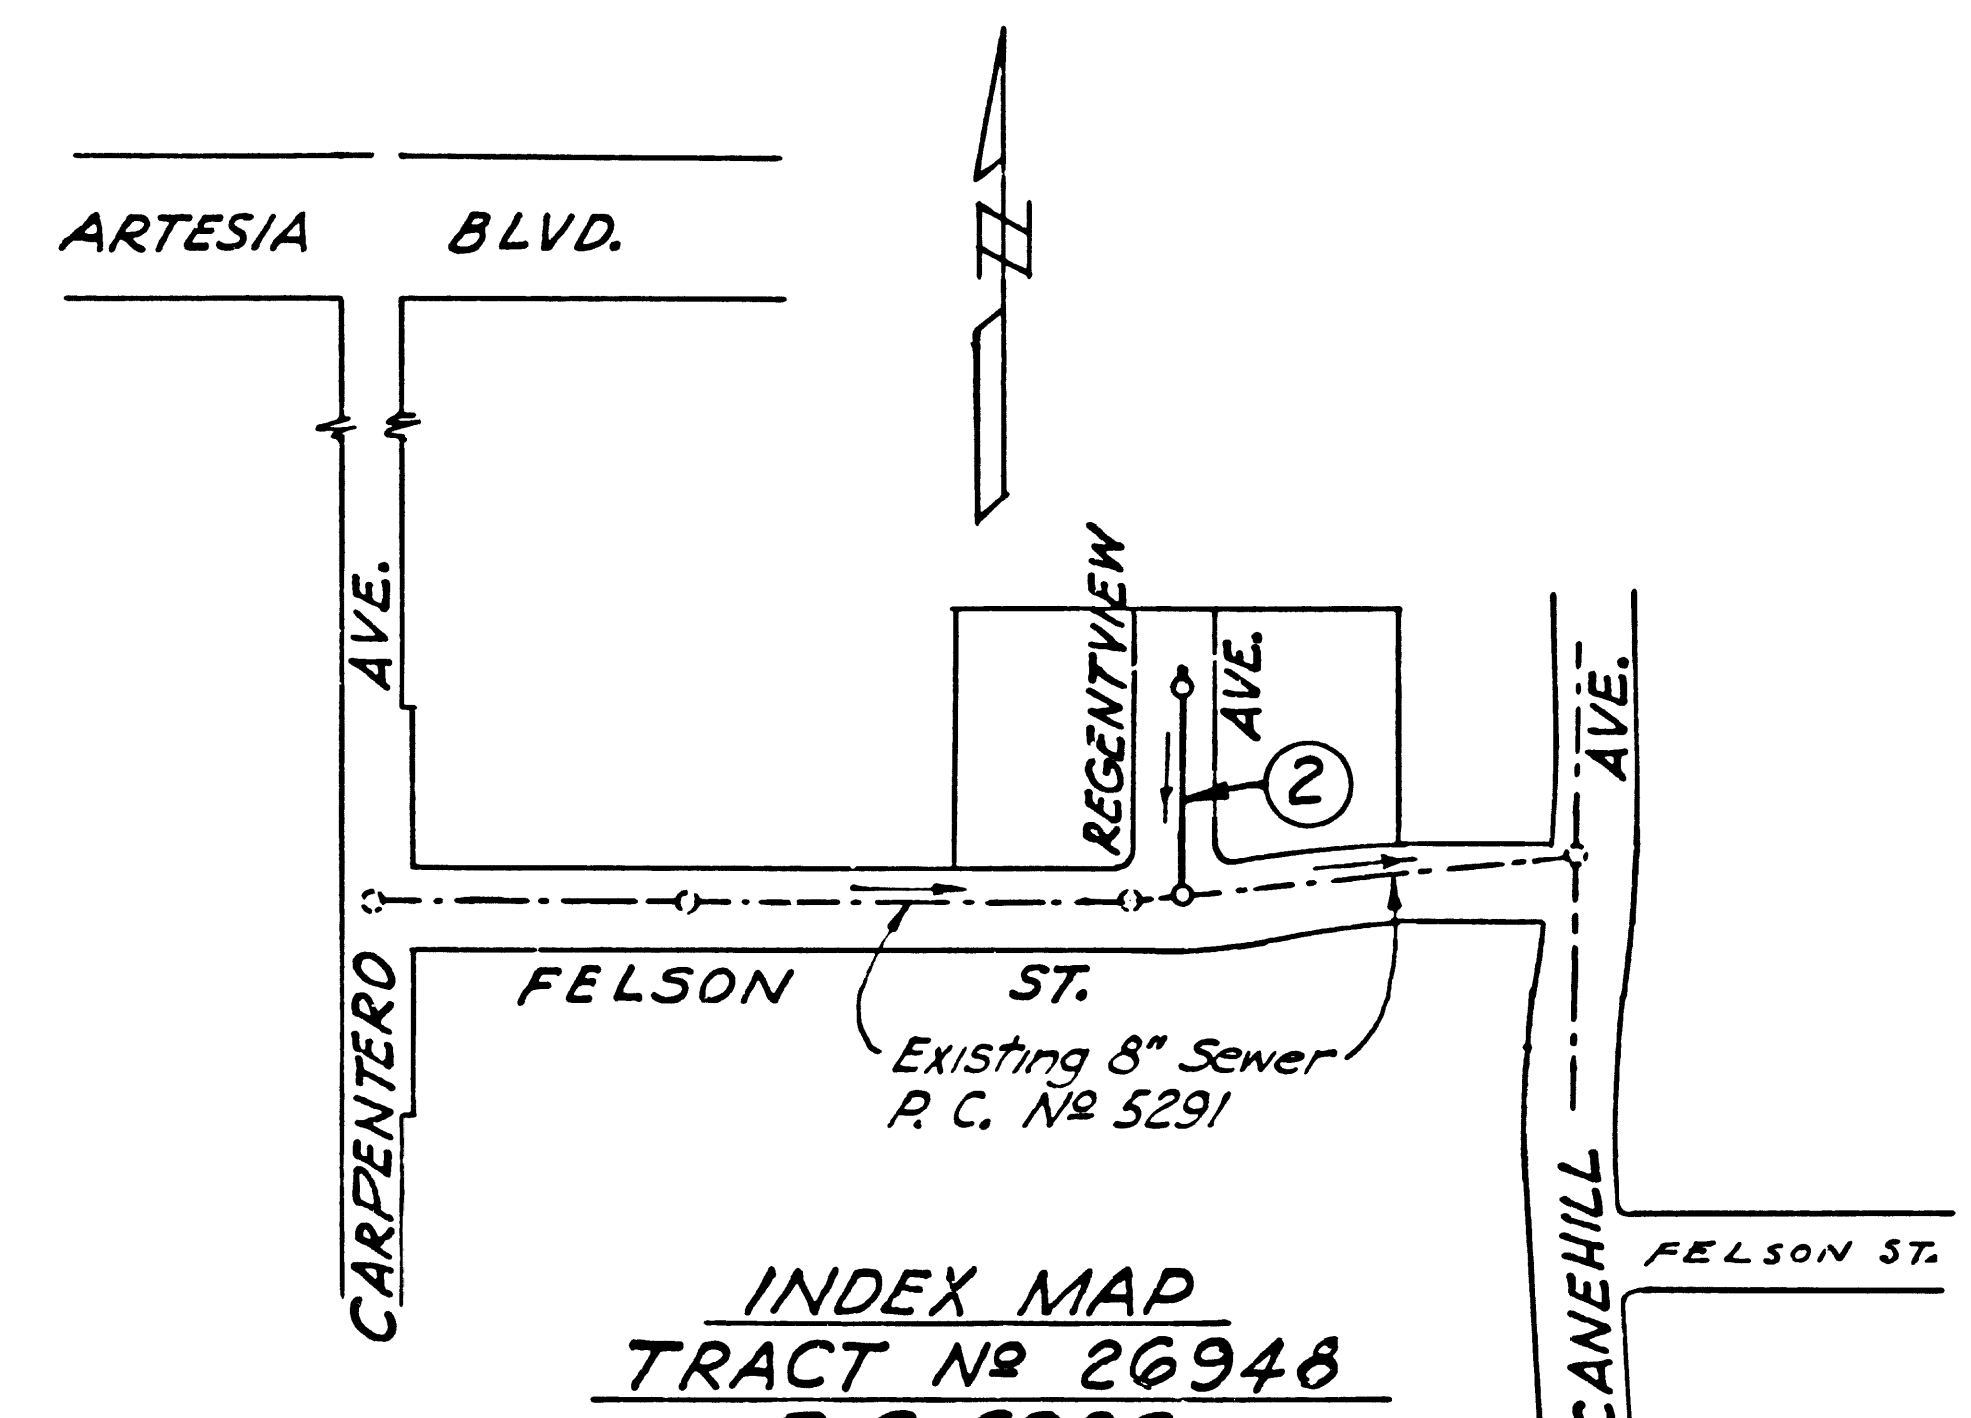 ARTESIA BLVD.
N
CARPENTERO AVE.
REGENTVIEW AVE.
2
CANEHILL AVE.
FELSON ST.
Existing 8" Sewer
P. C. Nº 5291
FELSON ST.
INDEX MAP
TRACT Nº 26948